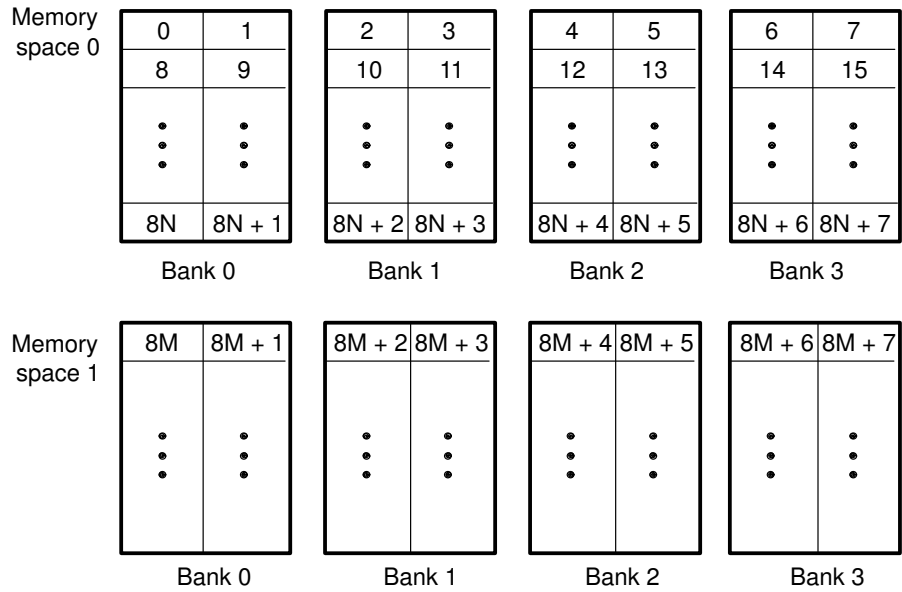 Memory
space 0
0 1 2 3 4 5 6 7
8 9 10 11 12 13 14 15
8N 8N + 1 8N + 2 8N + 3 8N + 4 8N + 5 8N + 6 8N + 7
Bank 0 Bank 1 Bank 2 Bank 3
Memory
space 1
8M 8M + 1 8M + 2 8M + 3 8M + 4 8M + 5 8M + 6 8M + 7
Bank 0 Bank 1 Bank 2 Bank 3